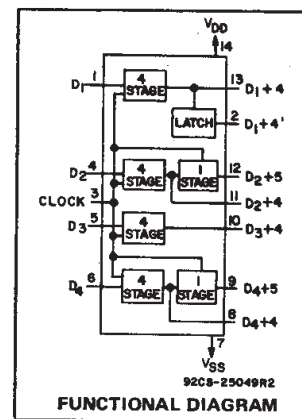 VDD
14
D1 1 4 STAGE 13 D1+4
LATCH 2 D1+4'
D2 4 4 STAGE 1 STAGE 12 D2+5
11 D2+4
CLOCK 3
D3 5 4 STAGE 10 D3+4
D4 6 4 STAGE 1 STAGE 9 D4+5
8 D4+4
7
VSS
92CS-25049R2
FUNCTIONAL DIAGRAM